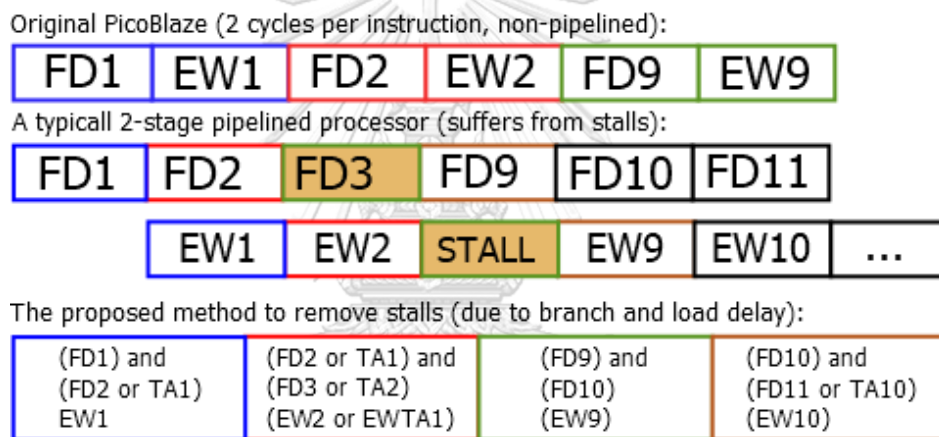 Original PicoBlaze (2 cycles per instruction, non-pipelined):
FD1 EW1 FD2 EW2 FD9 EW9
A typicall 2-stage pipelined processor (suffers from stalls):
FD1 FD2 FD3 FD9 FD10 FD11
EW1 EW2 STALL EW9 EW10 ...
The proposed method to remove stalls (due to branch and load delay):
(FD1) and (FD2 or TA1) and (FD9) and (FD10) and
(FD2 or TA1) (FD3 or TA2) (FD10) (FD11 or TA10)
EW1 (EW2 or EWTA1) (EW9) (EW10)